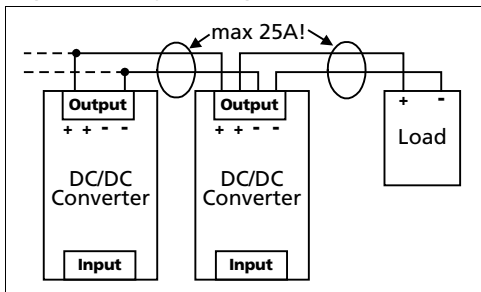 max 25A!
Output
+ + - -
DC/DC
Converter
Input
Output
+ + - -
DC/DC
Converter
Input
+ -
Load